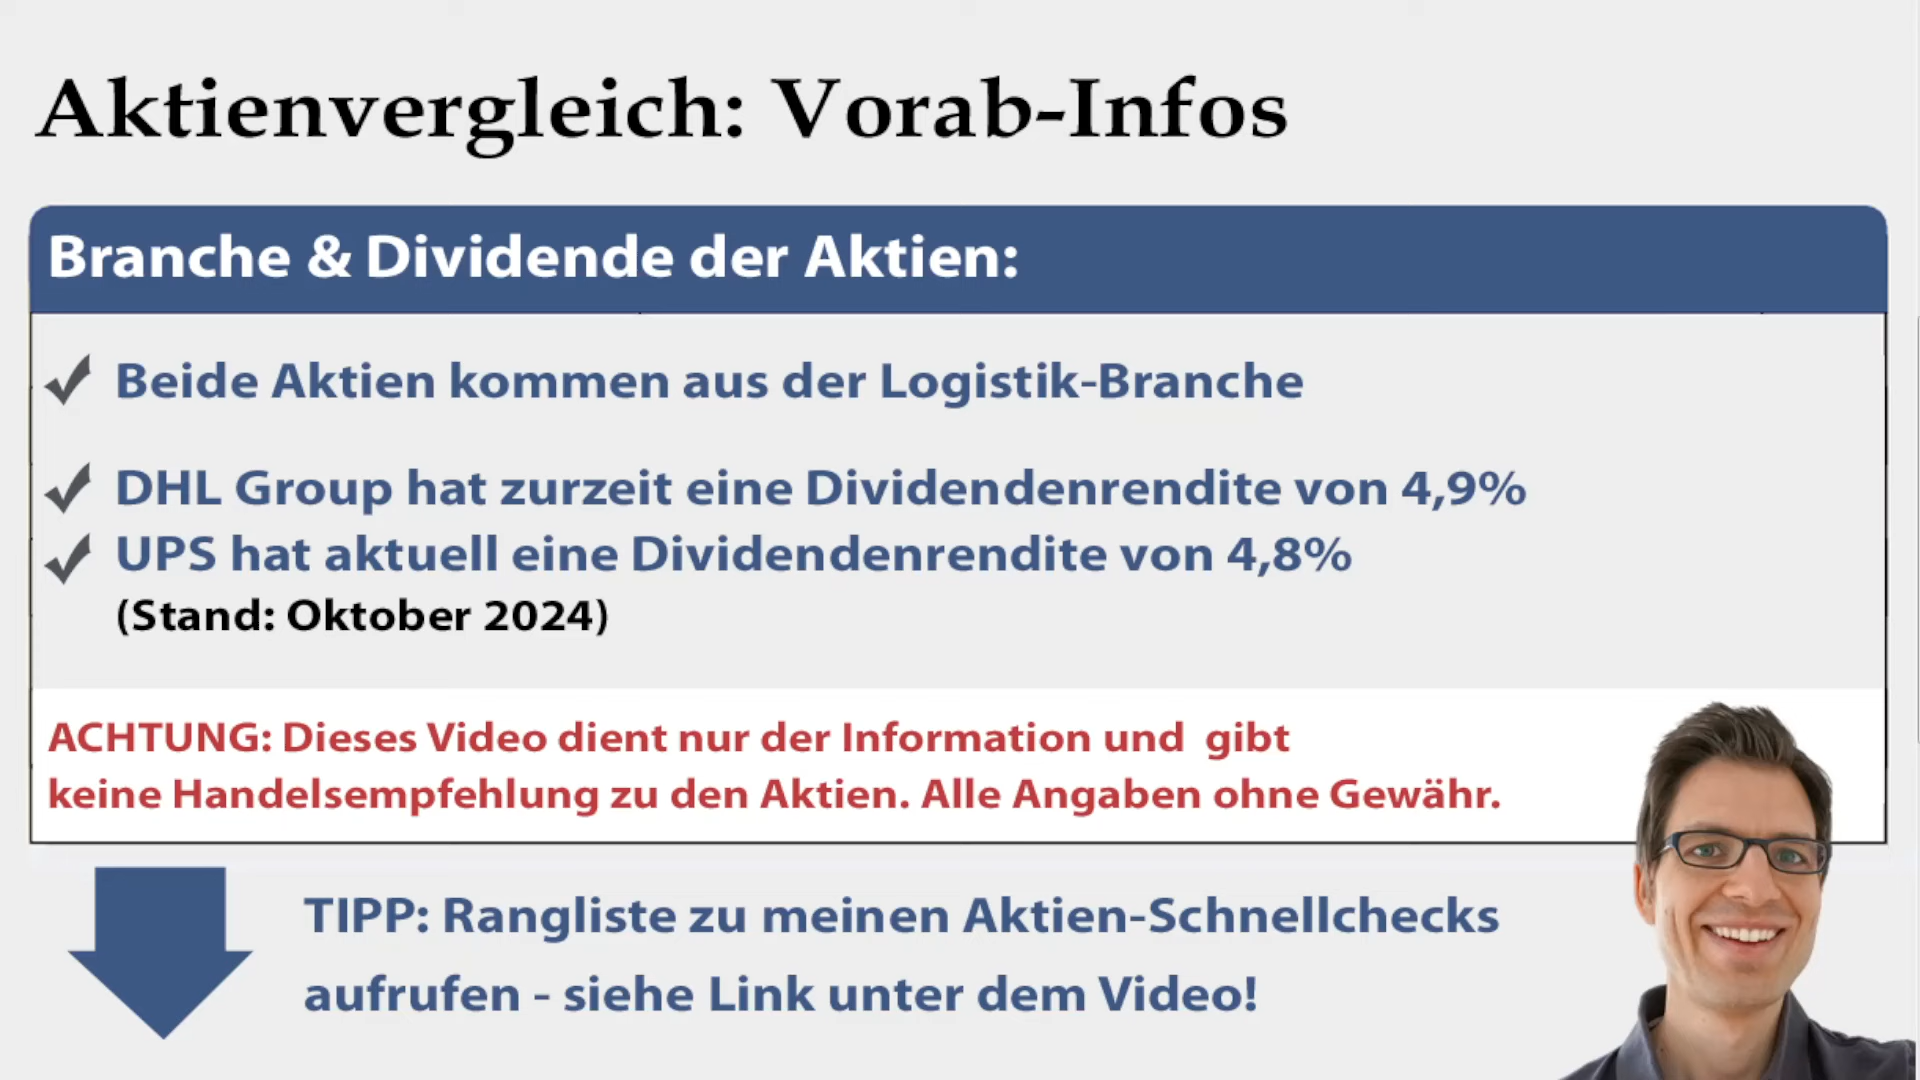 Aktienvergleich: Vorab-Infos
Branche & Dividende der Aktien:
Beide Aktien kommen aus der Logistik-Branche
DHL Group hat zurzeit eine Dividendenrendite von 4,9%
UPS hat aktuell eine Dividendenrendite von 4,8%
(Stand: Oktober 2024)
ACHTUNG: Dieses Video dient nur der Information und gibt
keine Handelsempfehlung zu den Aktien. Alle Angaben ohne Gewähr.
TIPP: Rangliste zu meinen Aktien-Schnellchecks
aufrufen - siehe Link unter dem Video!